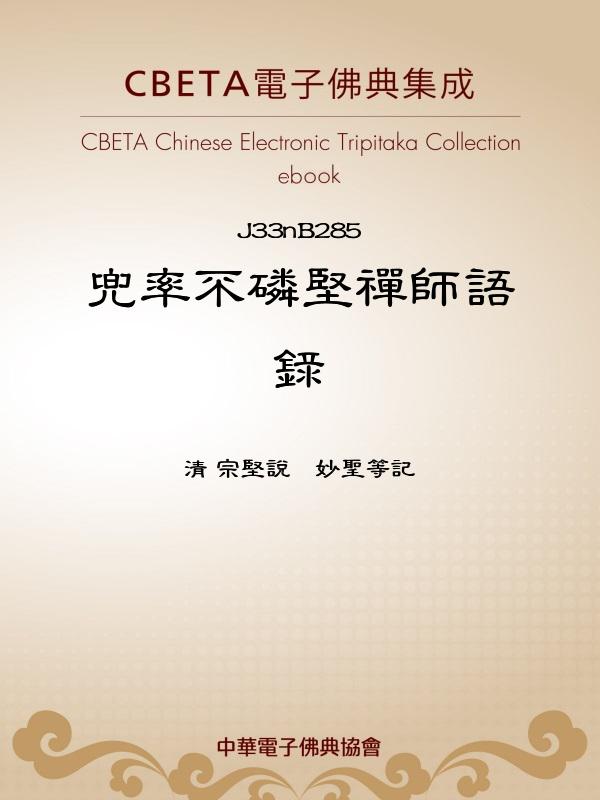 CBETA電子佛典集成
CBETA Chinese Electronic Tripitaka Collection
ebook
J33nB285
兜率不磷堅禪師語
錄
清 宗堅說　妙聖等記
中華電子佛典協會